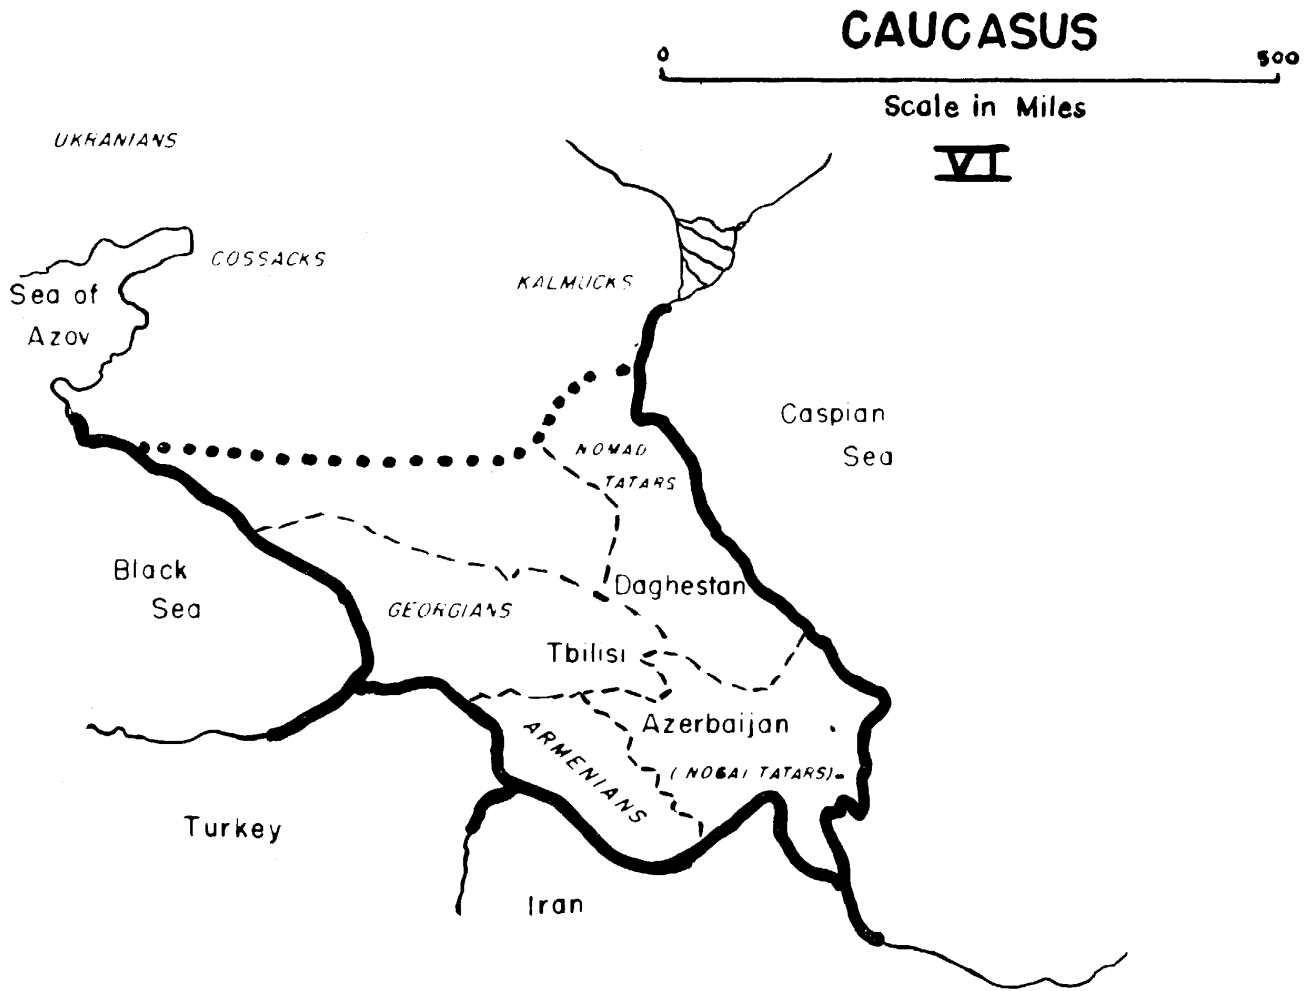 CAUCASUS
0 500
Scale in Miles
VI
UKRANIANS
COSSACKS
Sea of
Azov
KALMUCKS
Caspian
Sea
NOMAD
TATARS
Black
Sea
Daghestan
GEORGIANS
Tbilisi
Azerbaijan
ARMENIANS
(NOGAI TATARS)
Turkey
Iran